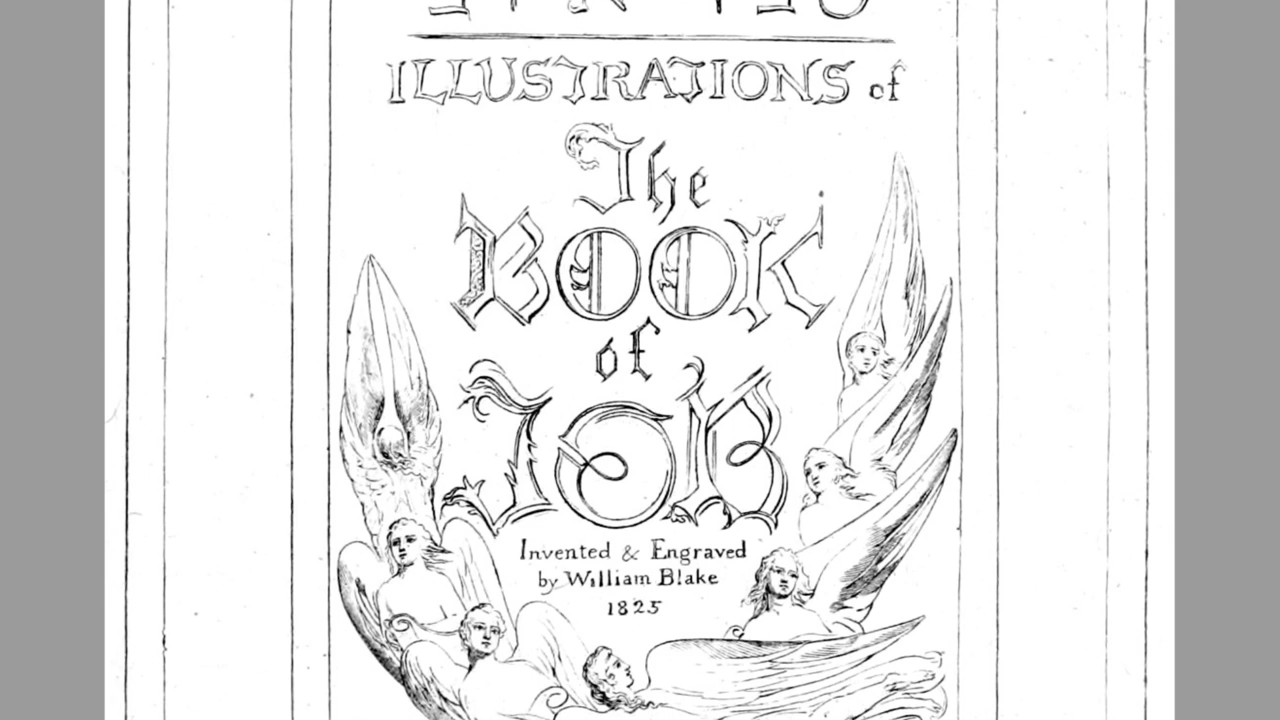 ILLUSTRATIONS of
The
BOOK
of
JOB
Invented & Engraved
by William Blake
1825